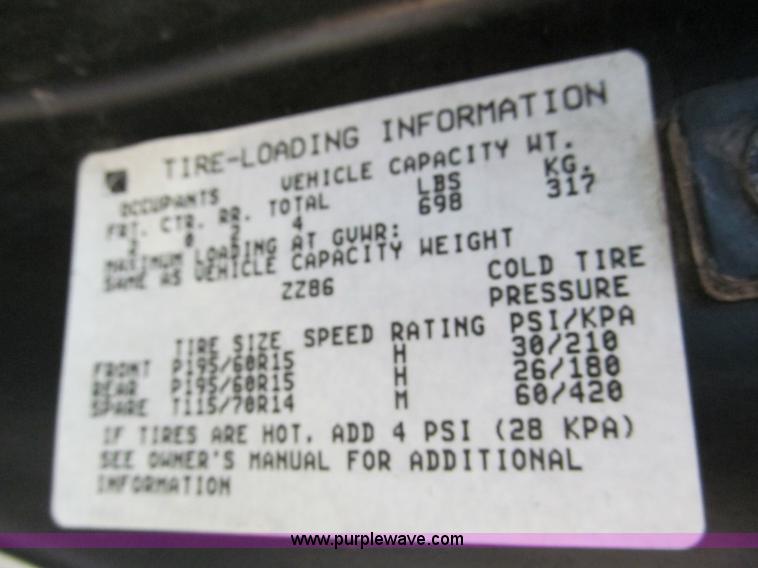 TIRE-LOADING INFORMATION
OCCUPANTS VEHICLE CAPACITY WT.
FRT. CTR. RR. TOTAL LBS KG.
2 0 2 4 698 317
MAXIMUM LOADING AT GVWR:
SAME AS VEHICLE CAPACITY WEIGHT
ZZ86 COLD TIRE
PRESSURE
TIRE SIZE SPEED RATING PSI/KPA
FRONT P195/60R15 H 30/210
REAR P195/60R15 H 26/180
SPARE T115/70R14 M 60/420
IF TIRES ARE HOT, ADD 4 PSI (28 KPA)
SEE OWNER'S MANUAL FOR ADDITIONAL
INFORMATION
www.purplewave.com